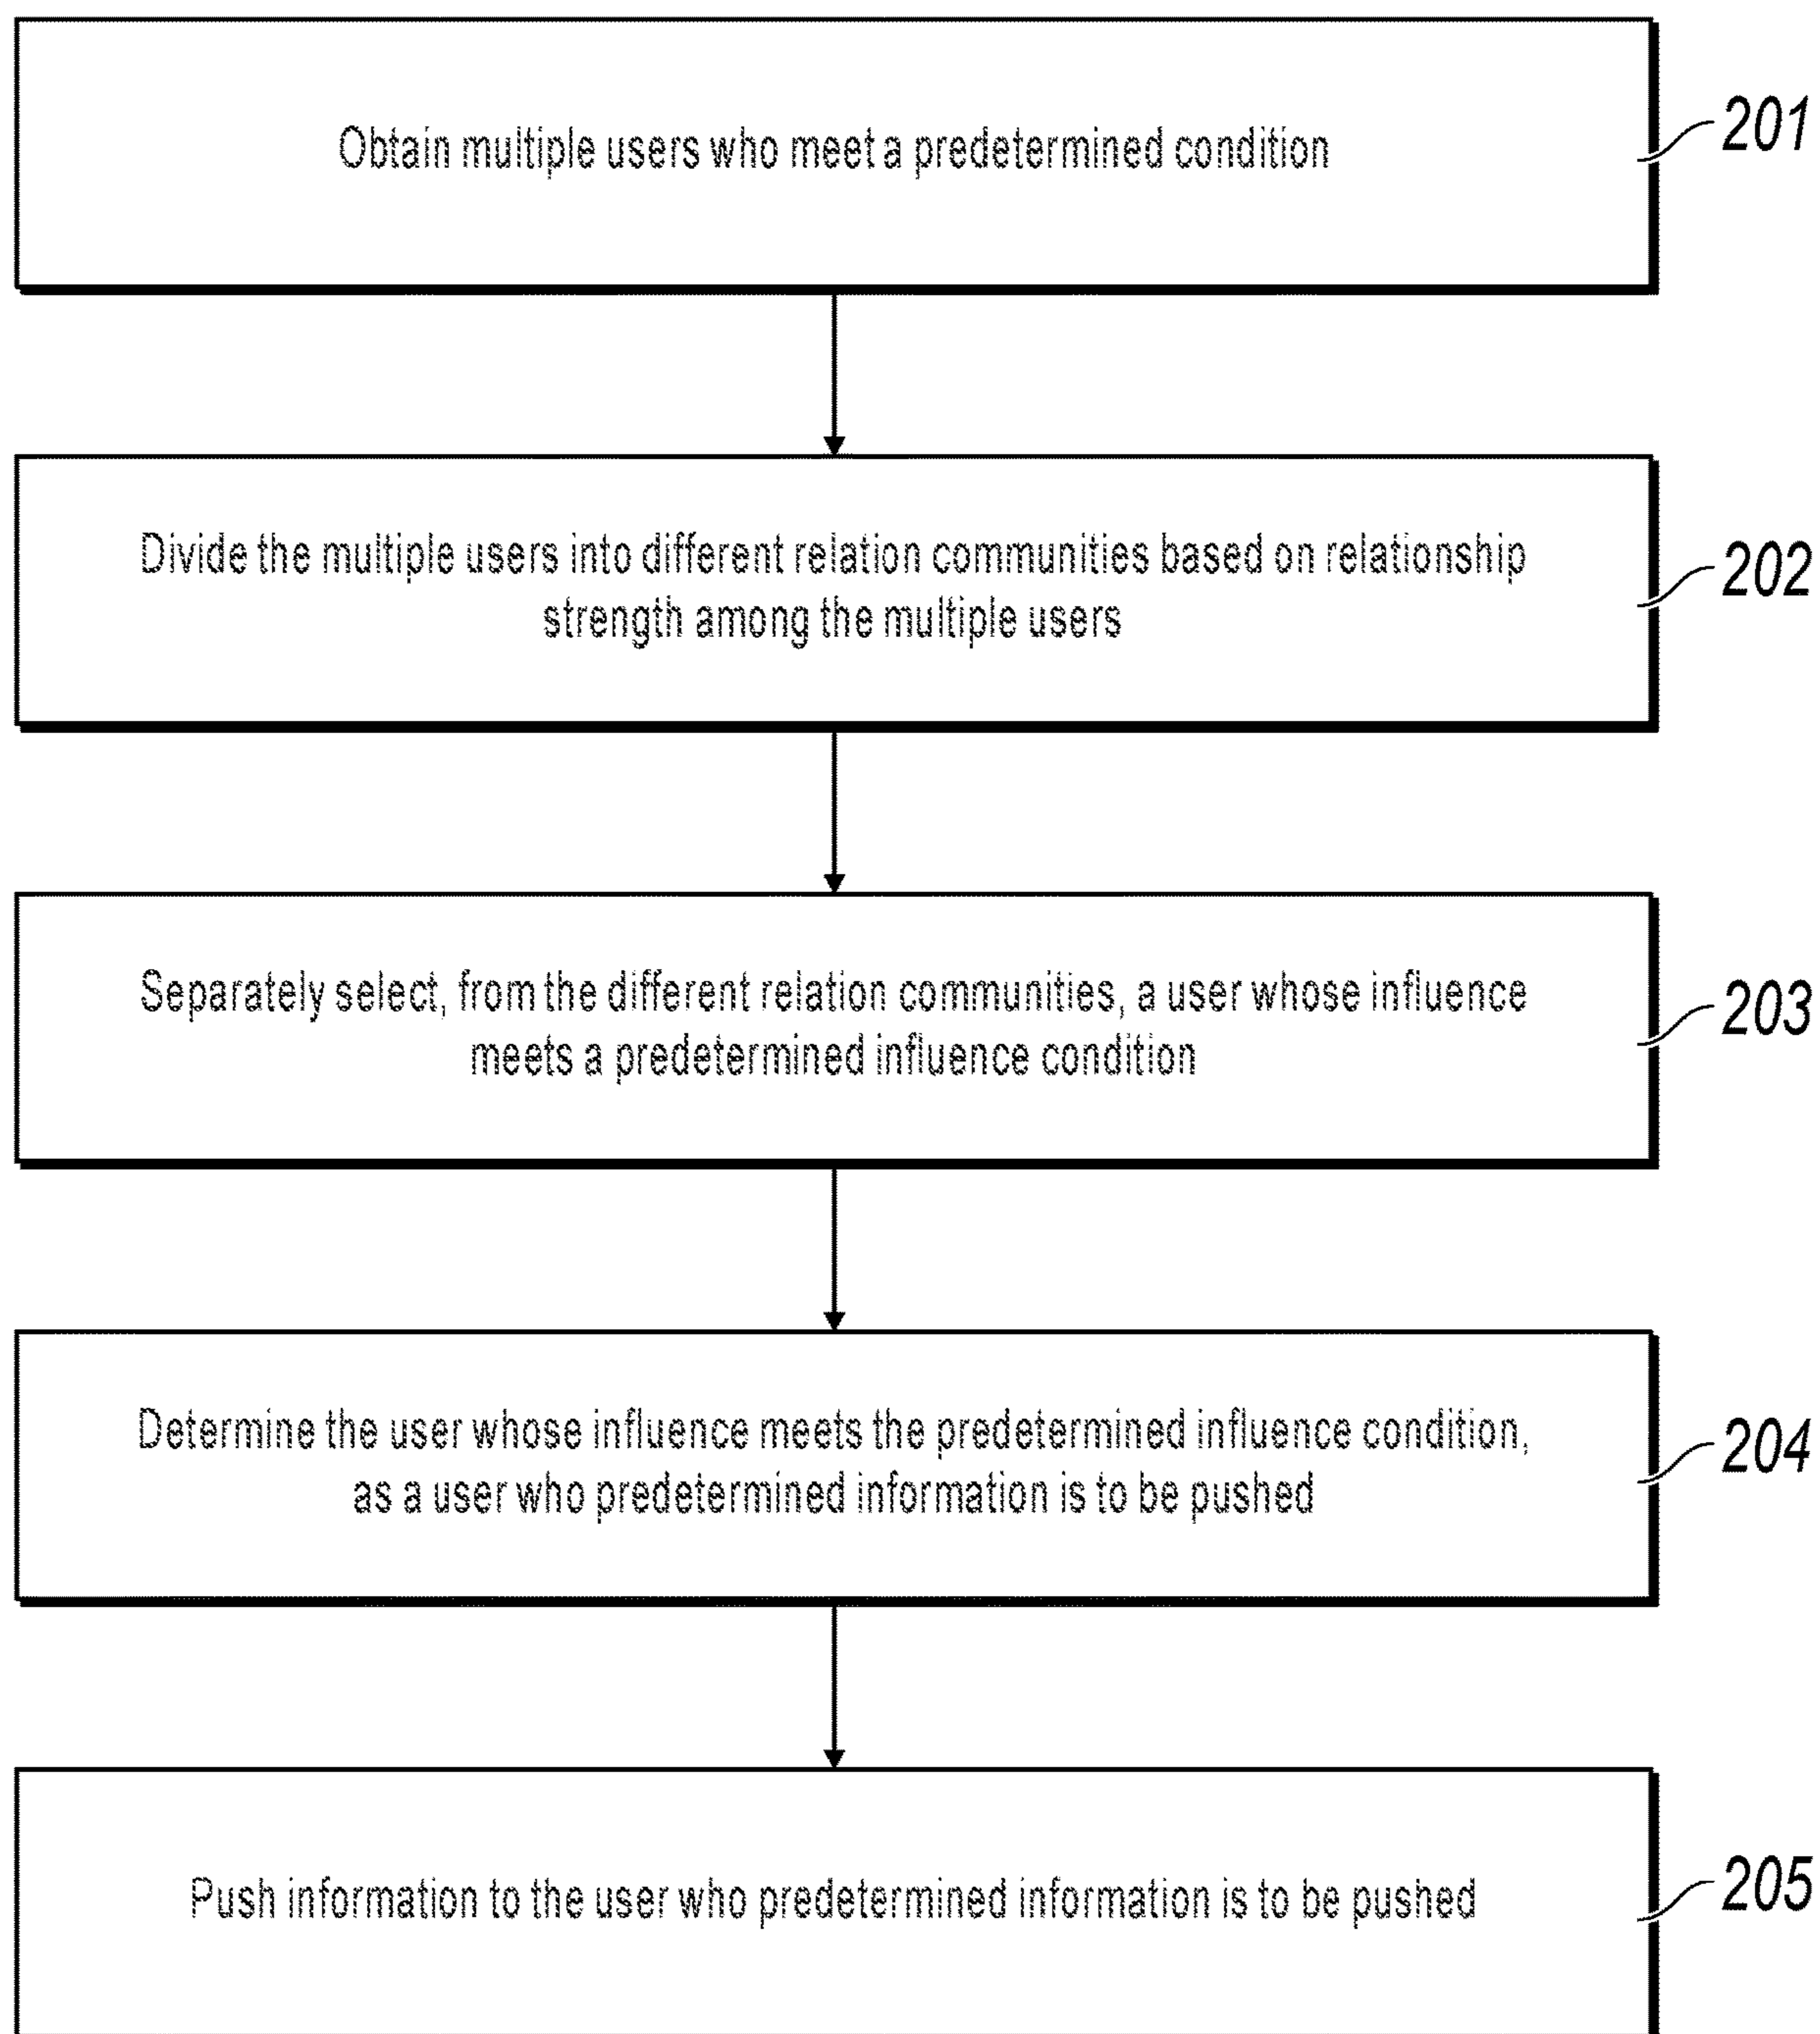 Obtain multiple users who meet a predetermined condition
201
Divide the multiple users into different relation communities based on relationship
strength among the multiple users
202
Separately select, from the different relation communities, a user whose influence
meets a predetermined influence condition
203
Determine the user whose influence meets the predetermined influence condition,
as a user who predetermined information is to be pushed
204
Push information to the user who predetermined information is to be pushed
205